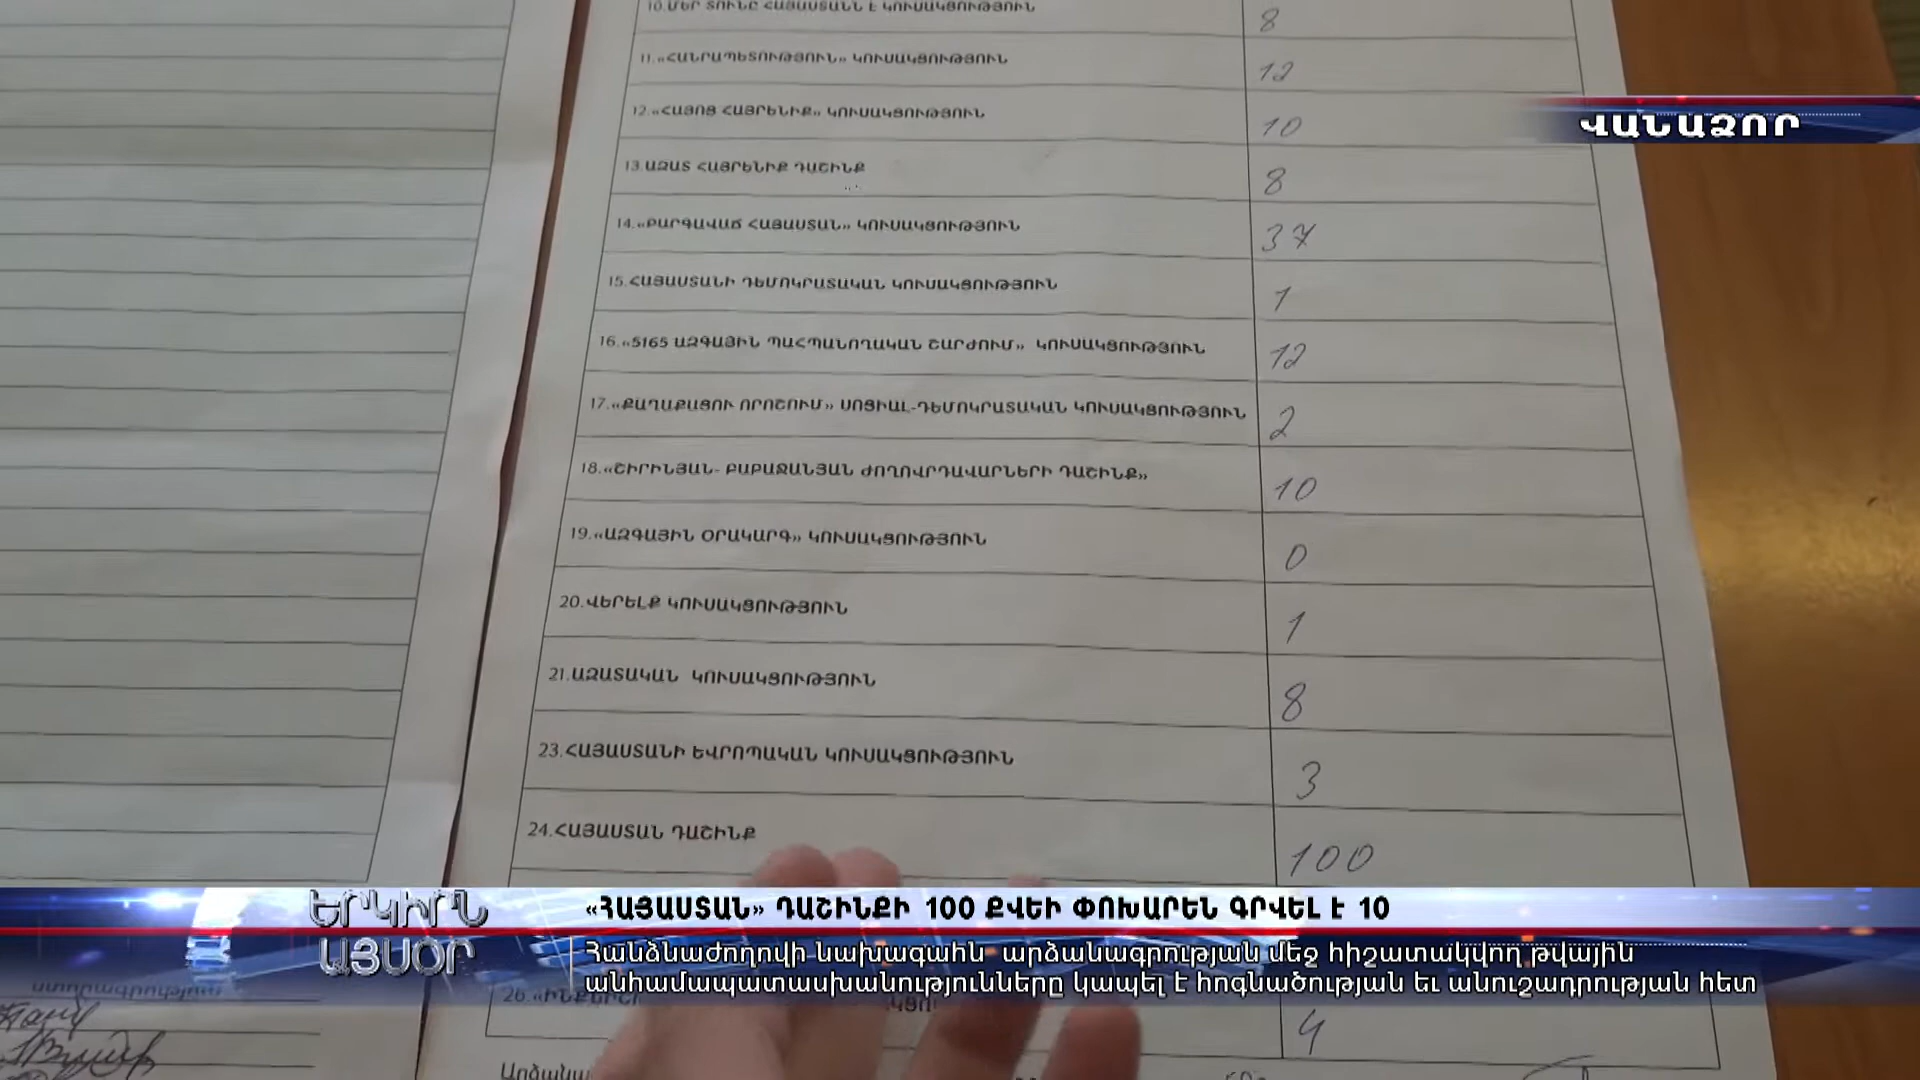 10.ՄԵՐ ՏՈՒՆԸ ՀԱՅԱՍՏԱՆՆ Է ԿՈՒՍԱԿՑՈՒԹՅՈՒՆ 8
11.«ՀԱՆՐԱՊԵՏՈՒԹՅՈՒՆ» ԿՈՒՍԱԿՑՈՒԹՅՈՒՆ 12
12.«ՀԱՅՈՑ ՀԱՅՐԵՆԻՔ» ԿՈՒՍԱԿՑՈՒԹՅՈՒՆ 10
ՎԱՆԱՁՈՐ
13.ԱԶԱՏ ՀԱՅՐԵՆԻՔ ԴԱՇԻՆՔ 8
14.«ԲԱՐԳԱՎԱՃ ՀԱՅԱՍՏԱՆ» ԿՈՒՍԱԿՑՈՒԹՅՈՒՆ 37
15.ՀԱՅԱՍՏԱՆԻ ԴԵՄՈԿՐԱՏԱԿԱՆ ԿՈՒՍԱԿՑՈՒԹՅՈՒՆ 1
16.«5165 ԱԶԳԱՅԻՆ ՊԱՀՊԱՆՈՂԱԿԱՆ ՇԱՐԺՈՒՄ» ԿՈՒՍԱԿՑՈՒԹՅՈՒՆ 12
17.«ՔԱՂԱՔԱՑՈՒ ՈՐՈՇՈՒՄ» ՍՈՑԻԱԼ-ԴԵՄՈԿՐԱՏԱԿԱՆ ԿՈՒՍԱԿՑՈՒԹՅՈՒՆ 2
18.«ՇԻՐԻՆՅԱՆ- ԲԱԲԱՋԱՆՅԱՆ ԺՈՂՈՎՐԴԱՎԱՐՆԵՐԻ ԴԱՇԻՆՔ» 10
19.«ԱԶԳԱՅԻՆ ՕՐԱԿԱՐԳ» ԿՈՒՍԱԿՑՈՒԹՅՈՒՆ 0
20.ՎԵՐԵԼՔ ԿՈՒՍԱԿՑՈՒԹՅՈՒՆ 1
21.ԱԶԱՏԱԿԱՆ ԿՈՒՍԱԿՑՈՒԹՅՈՒՆ 8
23.ՀԱՅԱՍՏԱՆԻ ԵՎՐՈՊԱԿԱՆ ԿՈՒՍԱԿՑՈՒԹՅՈՒՆ 3
24.ՀԱՅԱՍՏԱՆ ԴԱՇԻՆՔ 100
ԵՐԿԻՐՆ ԱՅՍՕՐ
«ՀԱՅԱՍՏԱՆ» ԴԱՇԻՆՔԻ 100 ՔՎԵԻ ՓՈԽԱՐԵՆ ԳՐՎԵԼ Է 10
Հանձնաժողովի նախագահն արձանագրության մեջ հիշատակվող թվային
անհամապատասխանությունները կապել է հոգնածության եւ անուշադրության հետ
26. 4